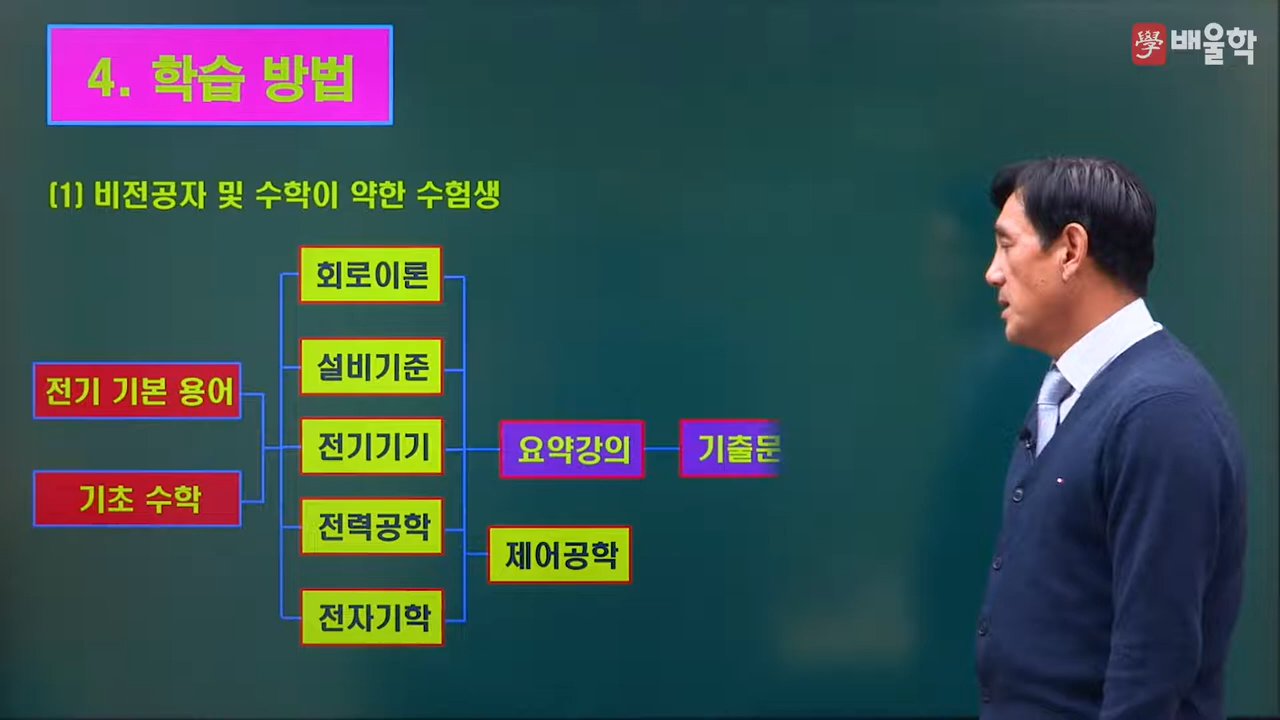 4. 학습 방법
學 배울학
(1) 비전공자 및 수학이 약한 수험생
회로이론
설비기준
전기 기본 용어
전기기기
요약강의
기출문
기초 수학
전력공학
제어공학
전자기학